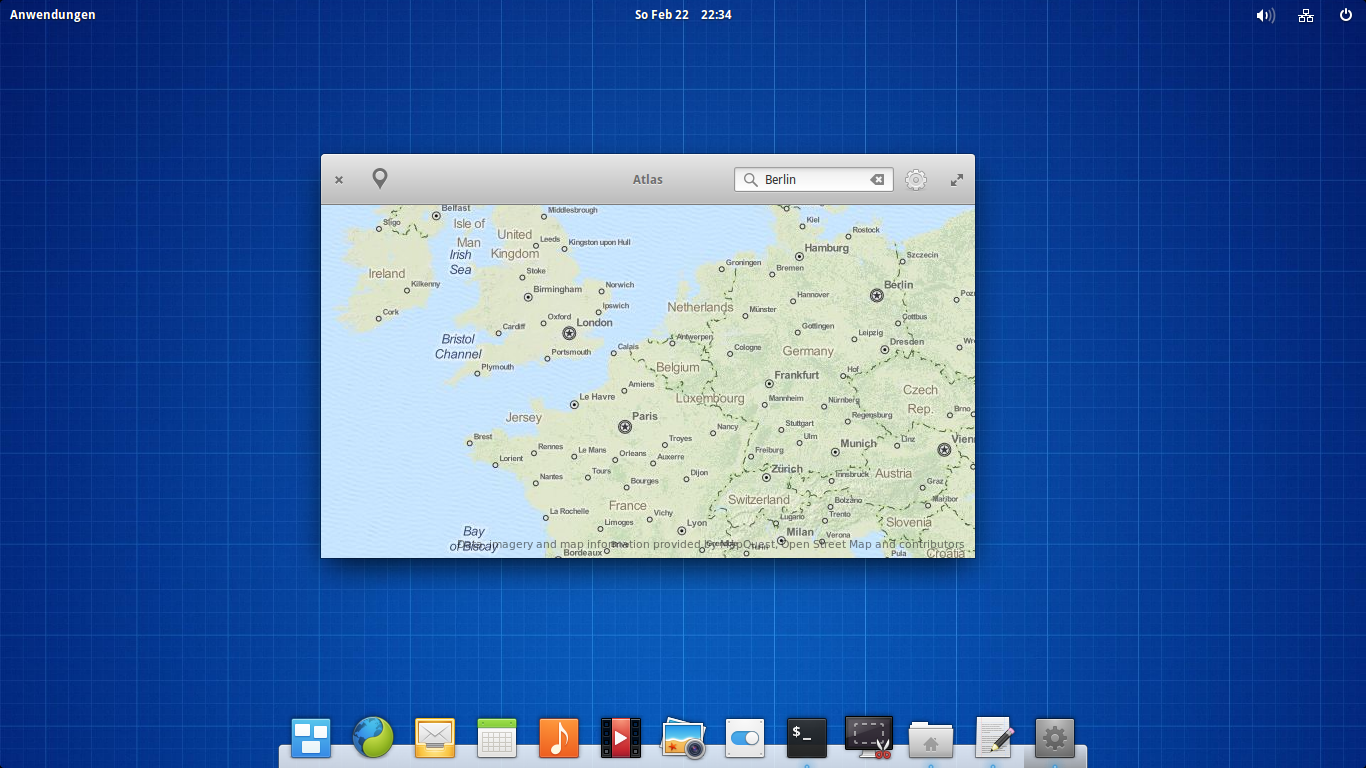 Anwendungen
So Feb 22 22:34
Atlas
Berlin
Belfast
Middlesbrough
Sligo
Isle of
Man
United
Kingdom
Leeds
Kingston upon Hull
Kiel
Rostock
Hamburg
Szczecin
Irish
Sea
Ireland
Kilkenny
Stoke
Groningen
Bremen
Birmingham
Norwich
Berlin
Hannover
Cork
Oxford
Ipswich
Netherlands
Münster
Cottbus
Cardiff
London
Gottingen
Leipzig
Bristol
Channel
Portsmouth
Calais
Antwerpen
Cologne
Germany
Dresden
Plymouth
Belgium
Frankfurt
Hof
Amiens
Czech
Rep.
Le Havre
Luxembourg
Mannheim
Nürnberg
Jersey
Paris
Regensburg
Brno
Brest
Troyes
Nancy
Stuttgart
Ulm
Munich
Linz
Rennes
Le Mans
Orleans
Auxerre
Freiburg
Lorient
Nantes
Tours
Bourges
Dijon
Zürich
Innsbruck
Austria
Graz
Switzerland
Bolzano
Maribor
La Rochelle
France
Vichy
Lugano
Trento
Slovenia
Limoges
Lyon
Milan
Verona
Bay
of Biscay
imagery and map information provided by MapQuest, Open Street Map and contributors
Bordeaux
Pula
Croatia
$_